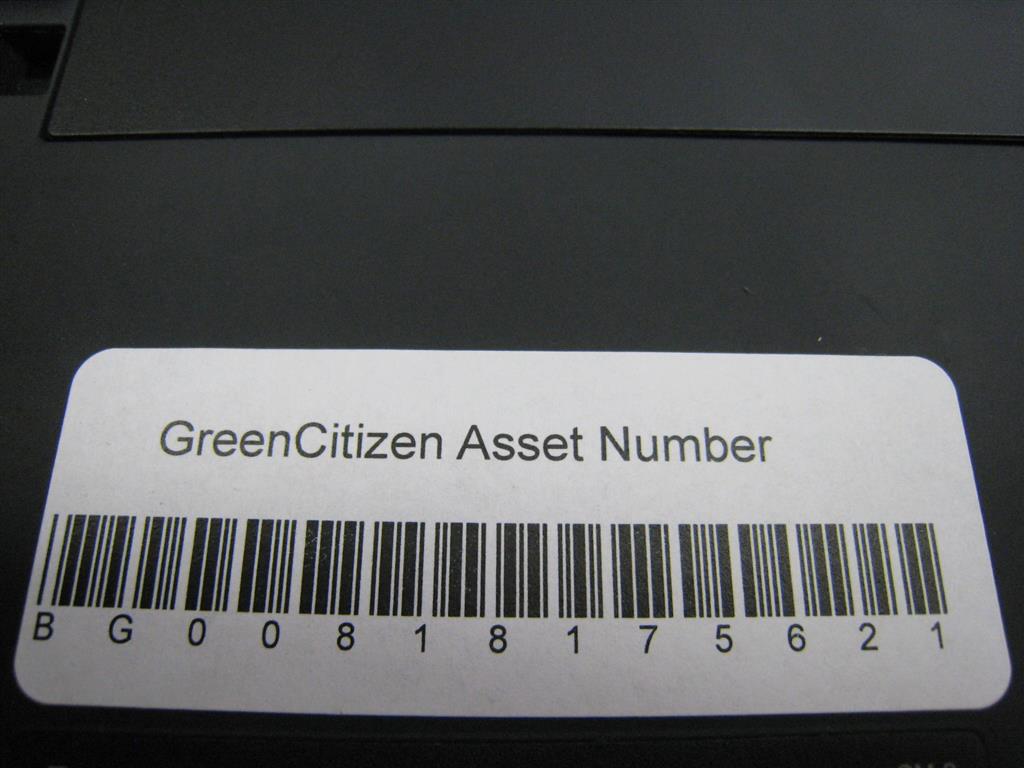 GreenCitizen Asset Number
B G 0 0 8 1 8 1 7 5 6 2 1